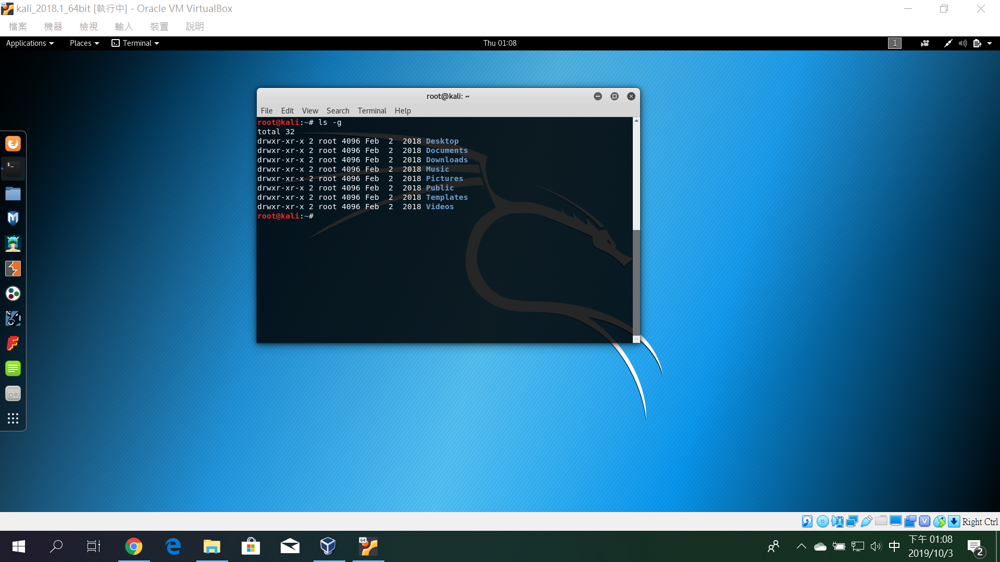 kali_2018.1_64bit [執行中] - Oracle VM VirtualBox
檔案 機器 檢視 輸入 裝置 說明
Applications Places Terminal Thu 01:08 1
root@kali: ~
File Edit View Search Terminal Help
root@kali:~# ls -g
total 32
drwxr-xr-x 2 root 4096 Feb  2  2018 Desktop
drwxr-xr-x 2 root 4096 Feb  2  2018 Documents
drwxr-xr-x 2 root 4096 Feb  2  2018 Downloads
drwxr-xr-x 2 root 4096 Feb  2  2018 Music
drwxr-xr-x 2 root 4096 Feb  2  2018 Pictures
drwxr-xr-x 2 root 4096 Feb  2  2018 Public
drwxr-xr-x 2 root 4096 Feb  2  2018 Templates
drwxr-xr-x 2 root 4096 Feb  2  2018 Videos
root@kali:~#
Right Ctrl
64
中
下午 01:08
2019/10/3
2